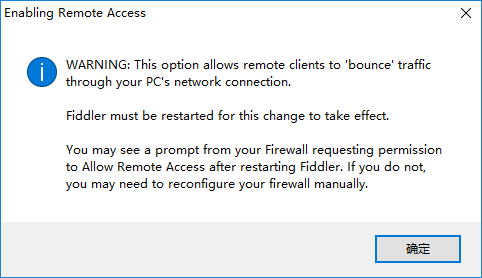 Enabling Remote Access
WARNING: This option allows remote clients to 'bounce' traffic
through your PC's network connection.
Fiddler must be restarted for this change to take effect.
You may see a prompt from your Firewall requesting permission
to Allow Remote Access after restarting Fiddler. If you do not,
you may need to reconfigure your firewall manually.
确定